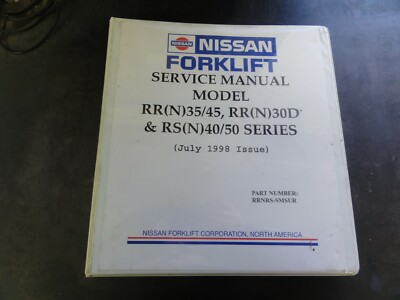 NISSAN
NISSAN
FORKLIFT
SERVICE MANUAL
MODEL
RR(N)35/45, RR(N)30D
& RS(N)40/50 SERIES
(July 1998 Issue)
PART NUMBER:
RRNRS-SMSUR
NISSAN FORKLIFT CORPORATION, NORTH AMERICA